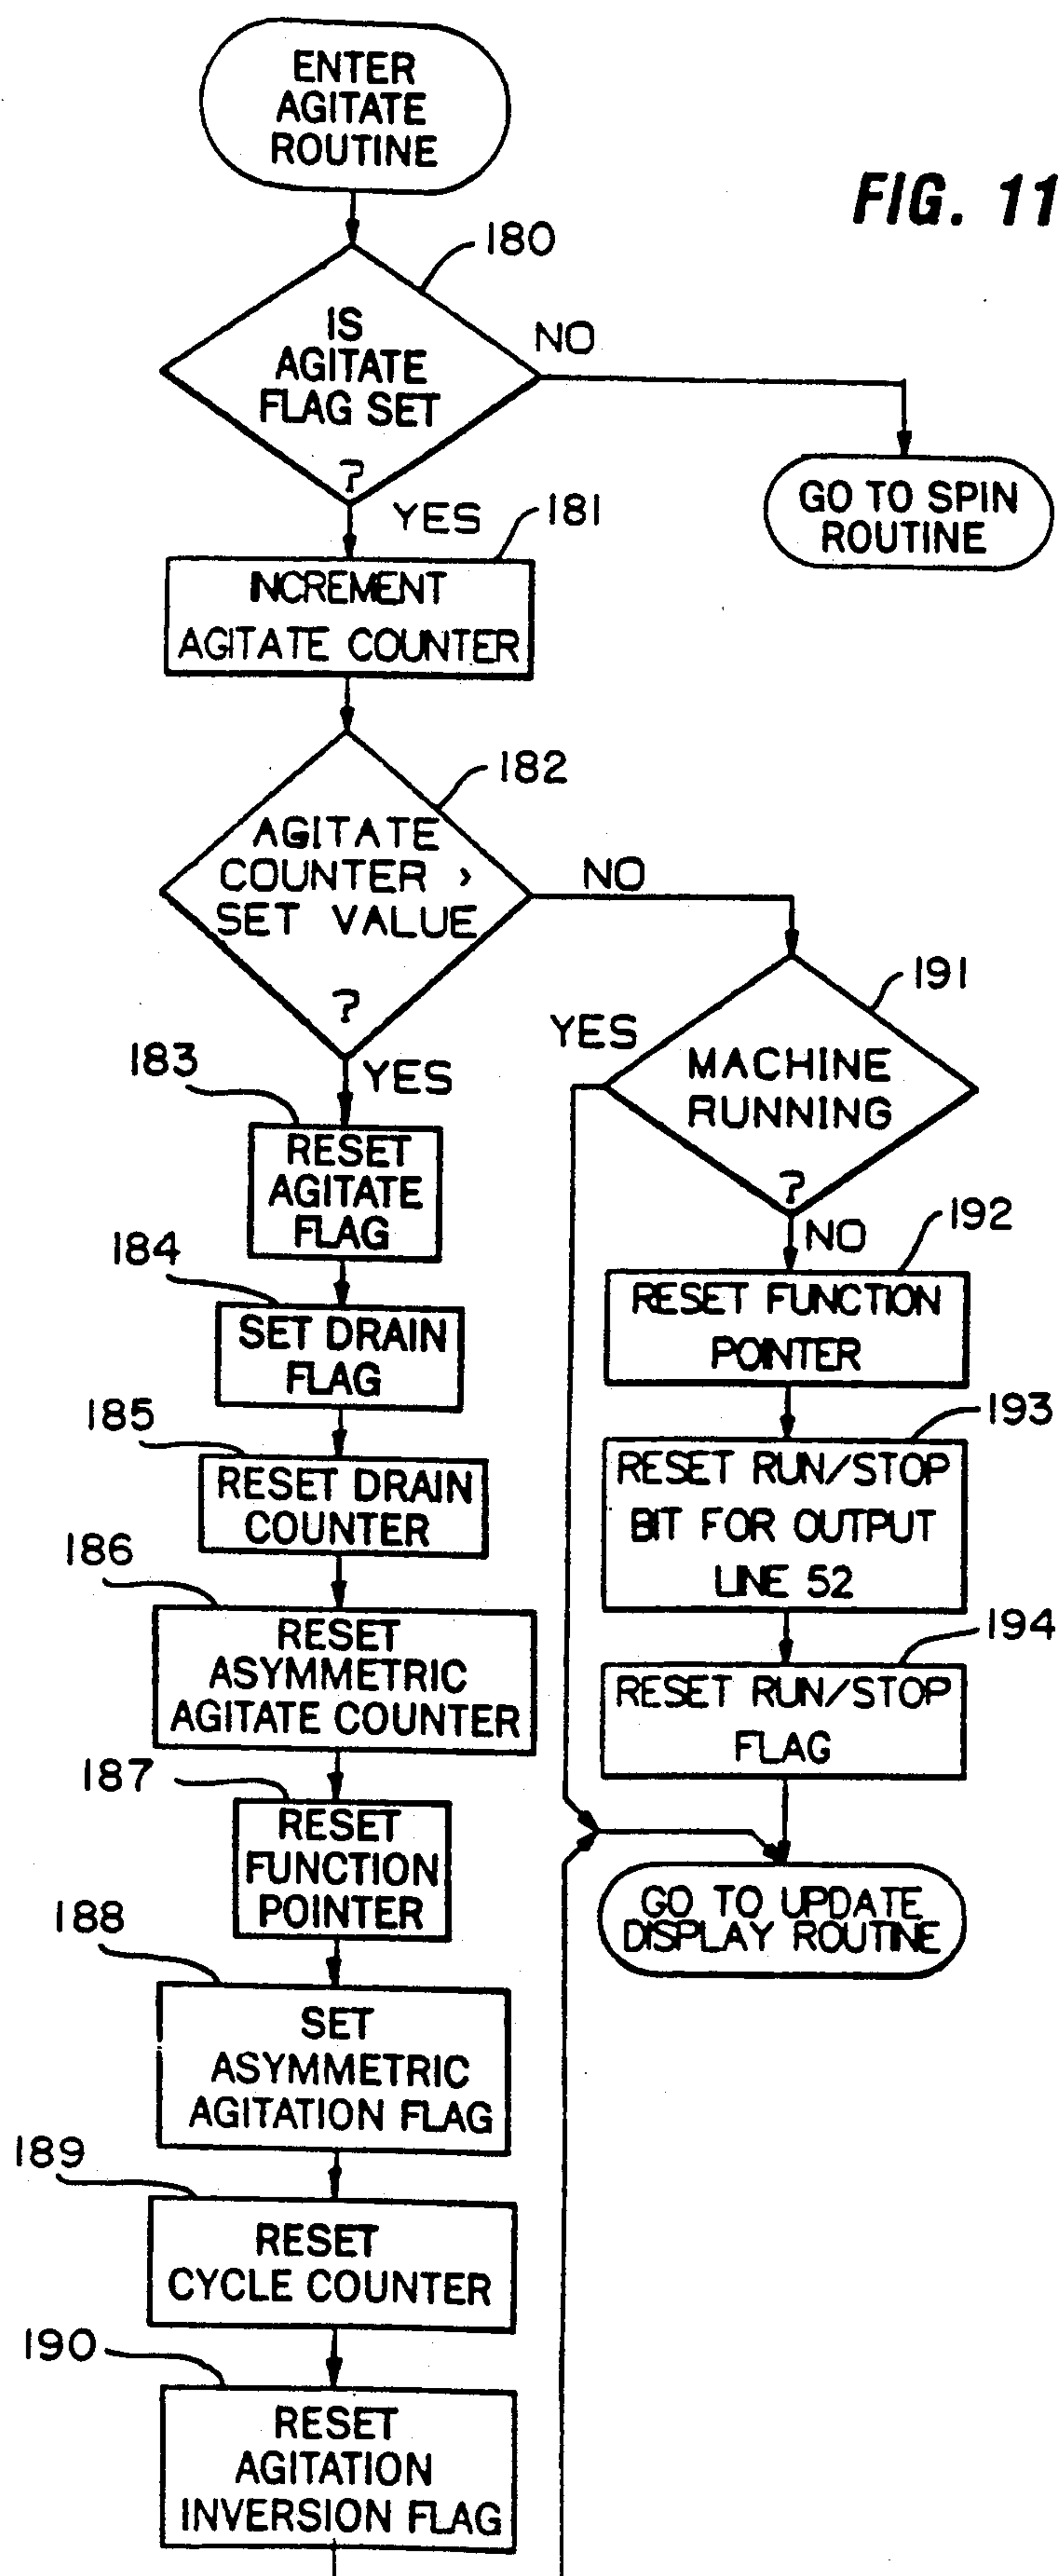 ENTER
AGITATE
ROUTINE
FIG. 11
180
IS
AGITATE
FLAG SET
?
NO
GO TO SPIN
ROUTINE
YES
181
INCREMENT
AGITATE COUNTER
182
AGITATE
COUNTER >
SET VALUE
?
NO
YES
191
MACHINE
RUNNING
?
YES
NO
183
RESET
AGITATE
FLAG
184
SET DRAIN
FLAG
185
RESET DRAIN
COUNTER
186
RESET
ASYMMETRIC
AGITATE COUNTER
187
RESET
FUNCTION
POINTER
188
SET
ASYMMETRIC
AGITATION FLAG
189
RESET
CYCLE COUNTER
190
RESET
AGITATION
INVERSION FLAG
192
RESET FUNCTION
POINTER
193
RESET RUN/STOP
BIT FOR OUTPUT
LINE 52
194
RESET RUN/STOP
FLAG
GO TO UPDATE
DISPLAY ROUTINE